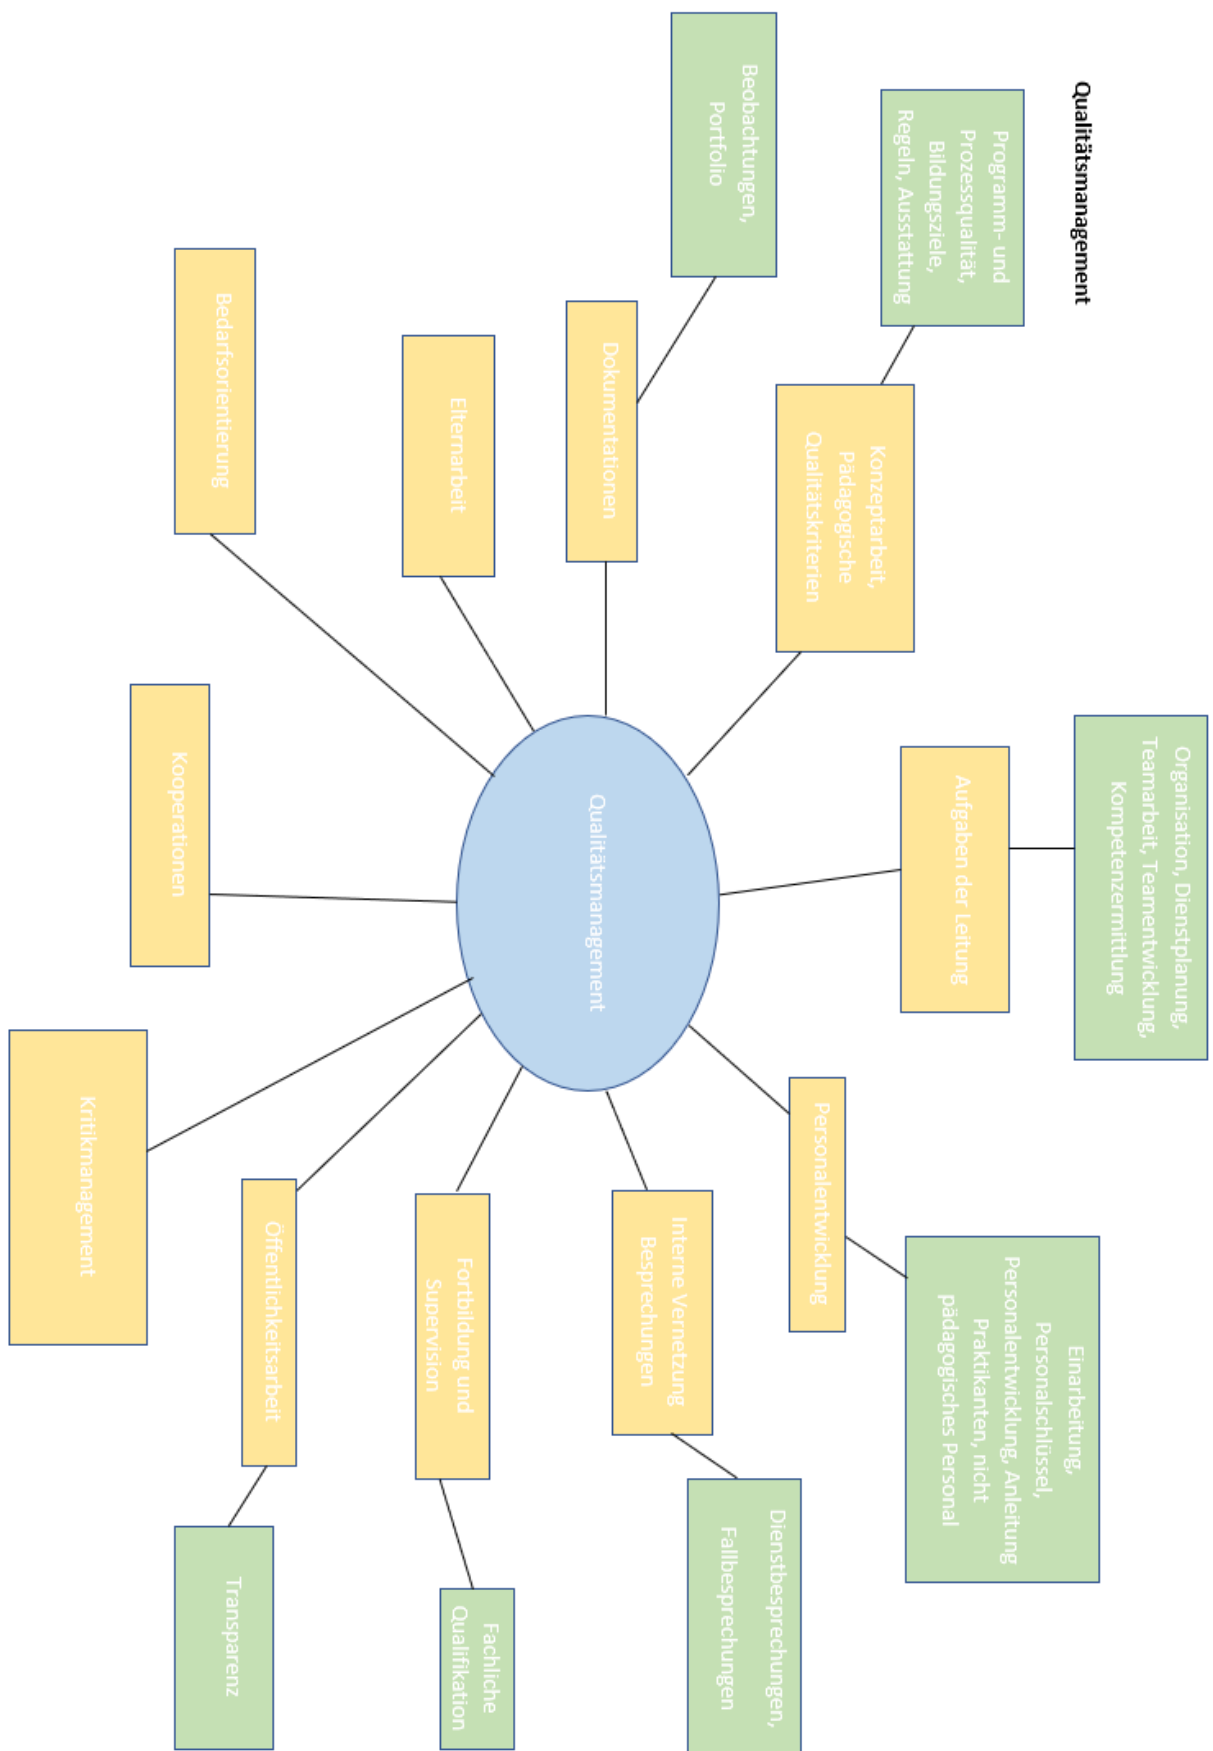 Qualitätsmanagement
Organisation, Dienstplanung,
Teamarbeit, Teamentwicklung,
Kompetenzermittlung
Einarbeitung,
Personalschlüssel,
Personalentwicklung, Anleitung
Praktikanten, nicht
pädagogisches Personal
Programm- und
Prozessqualität,
Bildungsziele,
Regeln, Ausstattung
Aufgaben der Leitung
Konzeptarbeit,
Pädagogische
Qualitätskriterien
Personalentwicklung
Beobachtungen,
Portfolio
Dienstbesprechungen,
Fallbesprechungen
Interne Vernetzung
Besprechungen
Dokumentationen
Qualitätsmanagement
Elternarbeit
Fortbildung und
Supervision
Fachliche
Qualifikation
Öffentlichkeitsarbeit
Transparenz
Bedarfsorientierung
Kooperationen
Kritikmanagement